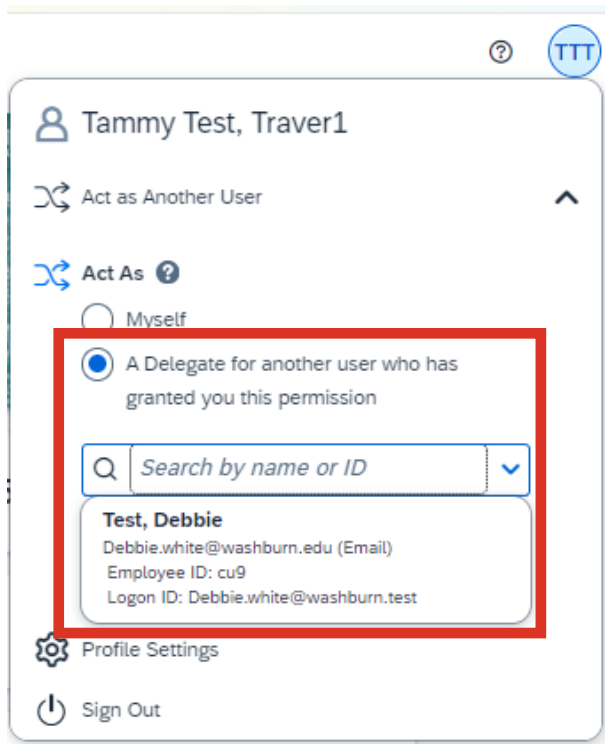 TTT
Tammy Test, Traver1
Act as Another User
Act As
Myself
A Delegate for another user who has
granted you this permission
Search by name or ID
Test, Debbie
Debbie.white@washburn.edu (Email)
Employee ID: cu9
Logon ID: Debbie.white@washburn.test
Profile Settings
Sign Out